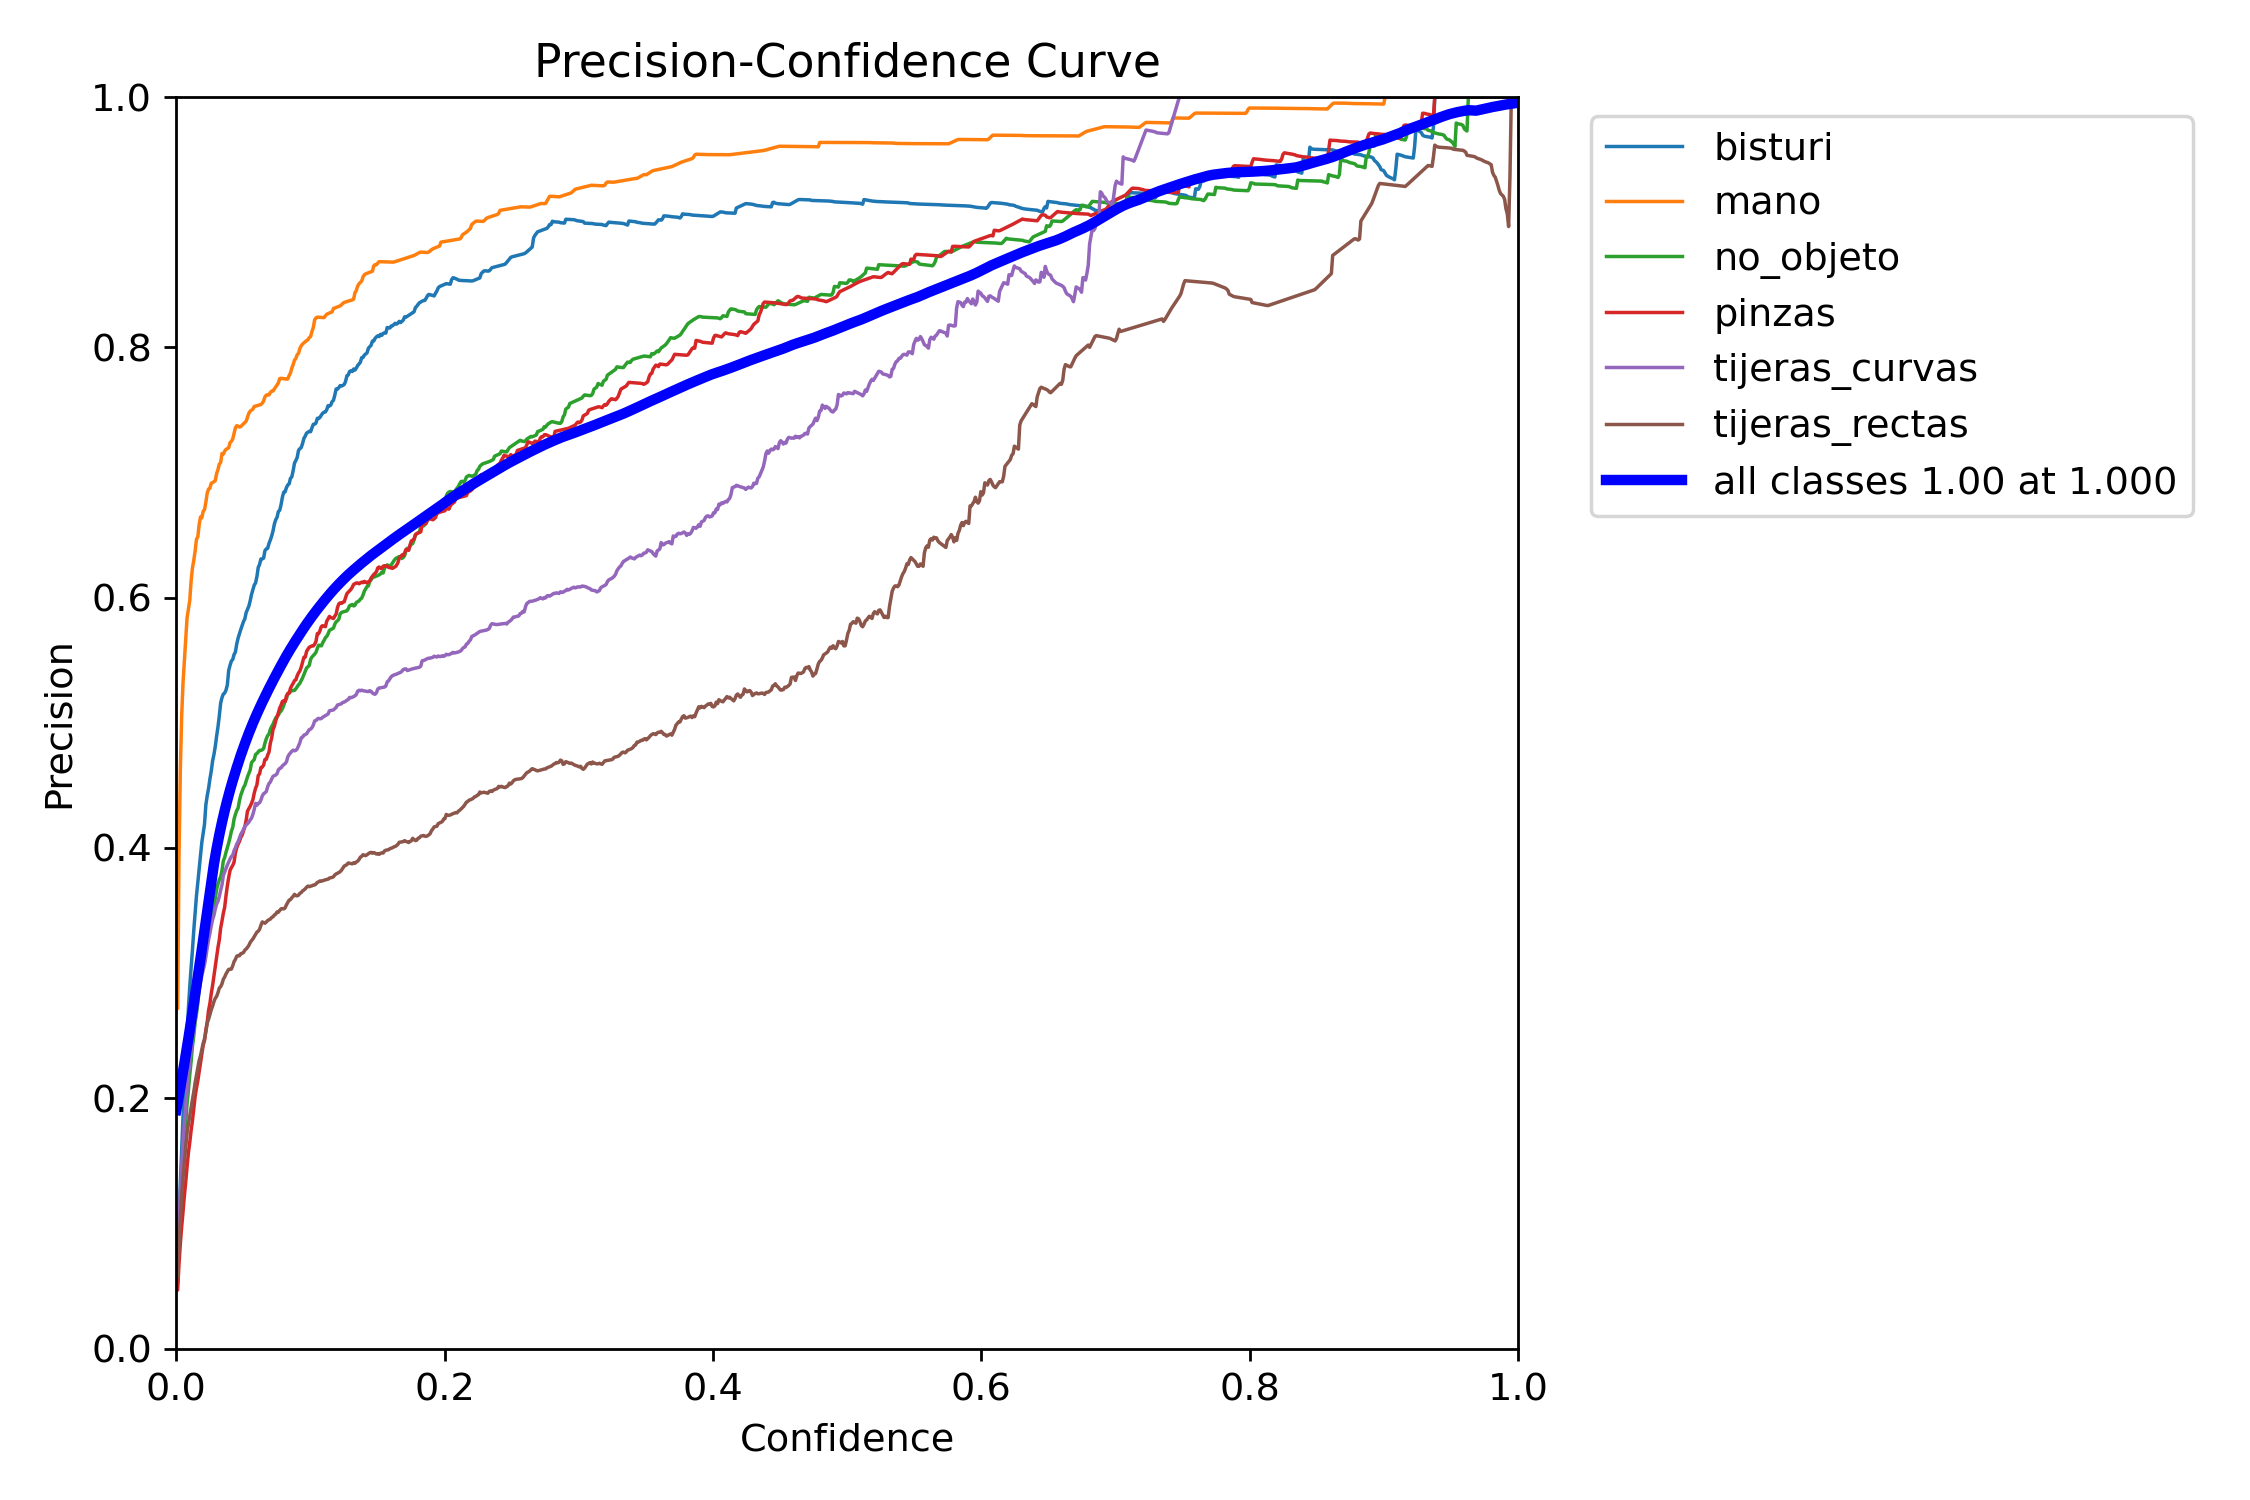 Precision-Confidence Curve
1.0
0.8
0.6
0.4
0.2
0.0
Precision
0.0 0.2 0.4 0.6 0.8 1.0
Confidence
bisturi
mano
no_objeto
pinzas
tijeras_curvas
tijeras_rectas
all classes 1.00 at 1.000